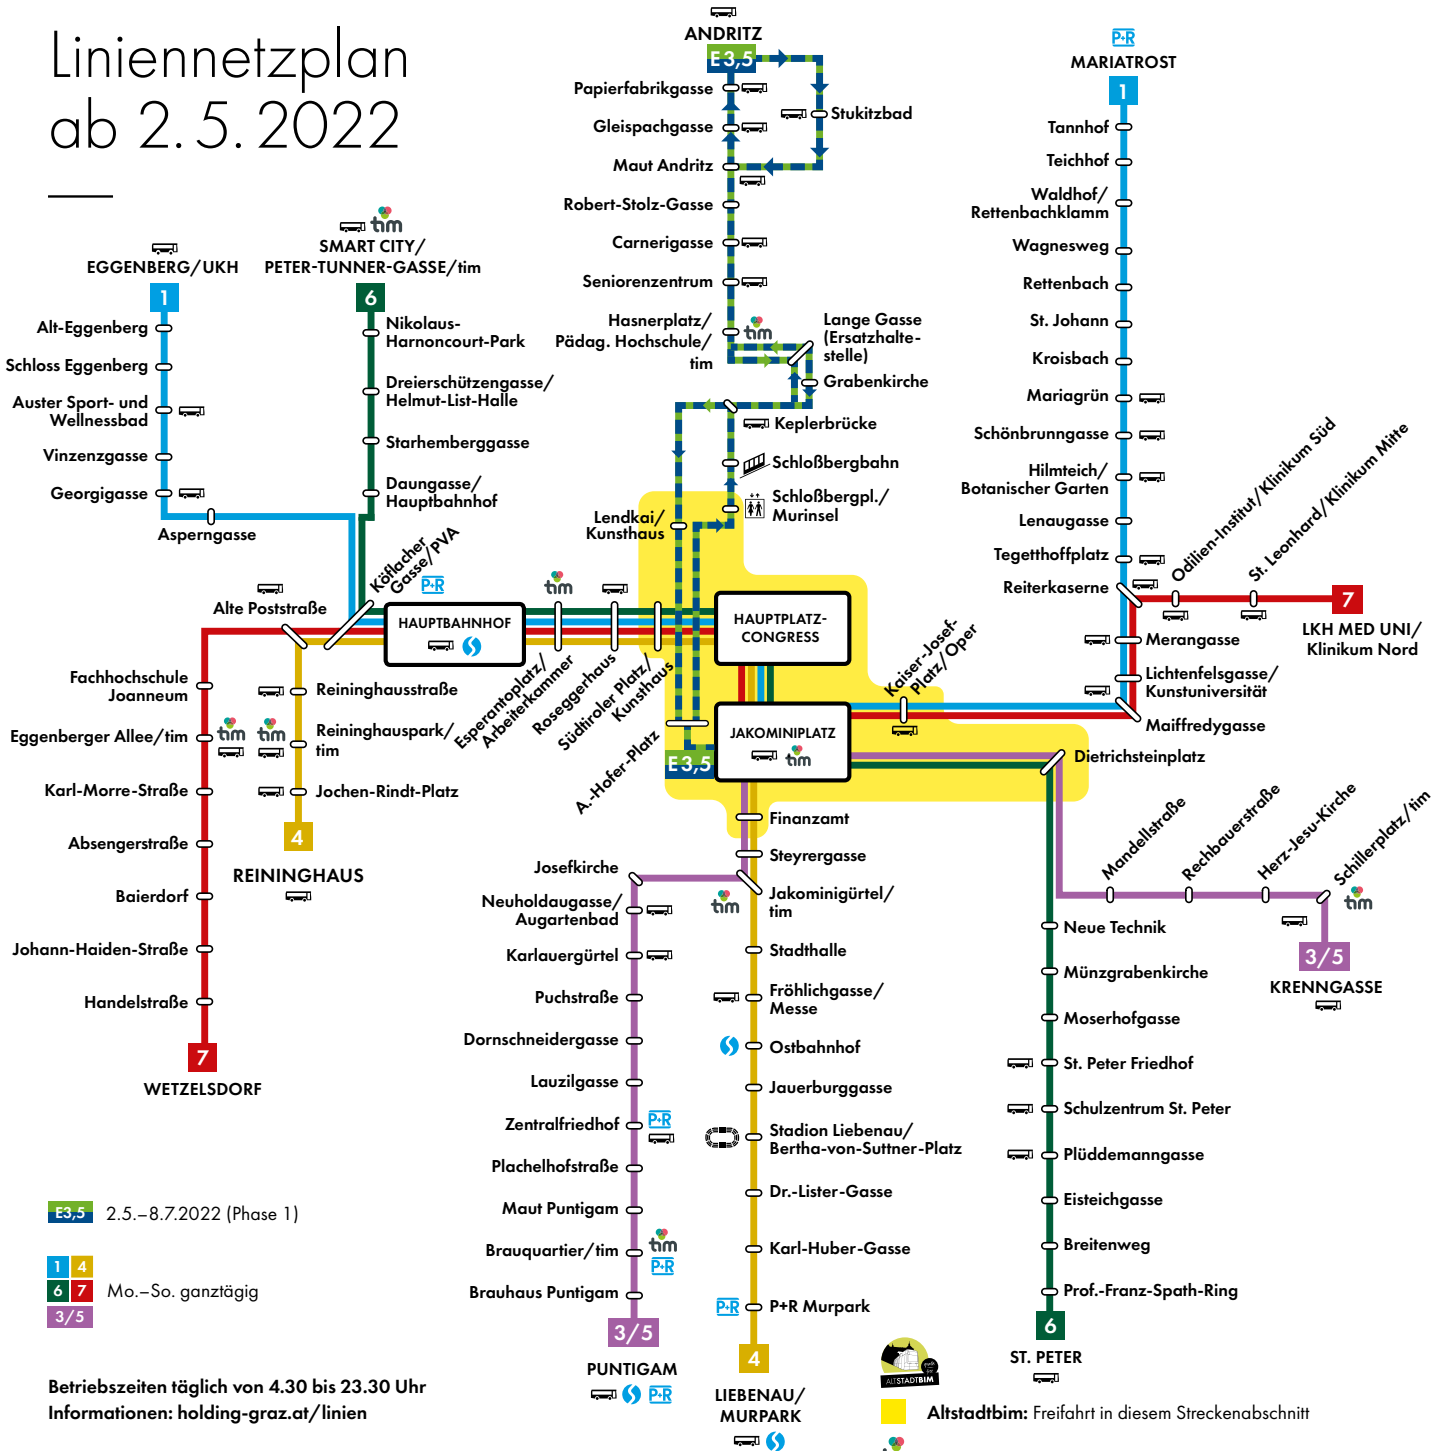 Liniennetzplan
ab 2. 5. 2022
ANDRITZ
E3,5
Papierfabrikgasse
Gleispachgasse
Stukitzbad
Maut Andritz
Robert-Stolz-Gasse
Carnerigasse
Seniorenzentrum
Hasnerplatz/
Pädag. Hochschule/
tim
tim
Lange Gasse
(Ersatzhalte-
stelle)
Grabenkirche
Keplerbrücke
Schloßbergbahn
Schloßbergpl./
Murinsel
Lendkai/
Kunsthaus
P+R
MARIATROST
1
Tannhof
Teichhof
Waldhof/
Rettenbachklamm
Wagnesweg
Rettenbach
St. Johann
Kroisbach
Mariagrün
Schönbrunngasse
Hilmteich/
Botanischer Garten
Lenaugasse
Tegetthoffplatz
Reiterkaserne
Odilien-Institut/Klinikum Süd
St. Leonhard/Klinikum Mitte
7
LKH MED UNI/
Klinikum Nord
Merangasse
Lichtenfelsgasse/
Kunstuniversität
Maiffredygasse
EGGENBERG/UKH
1
Alt-Eggenberg
Schloss Eggenberg
Auster Sport- und
Wellnessbad
Vinzenzgasse
Georgigasse
Asperngasse
tim
SMART CITY/
PETER-TUNNER-GASSE/tim
6
Nikolaus-
Harnoncourt-Park
Dreierschützengasse/
Helmut-List-Halle
Starhemberggasse
Daungasse/
Hauptbahnhof
Köflacher
Gasse/PVA
P+R
Alte Poststraße
HAUPTBAHNHOF
tim
Esperantoplatz/
Arbeiterkammer
Roseggerhaus
Südtiroler Platz/
Kunsthaus
HAUPTPLATZ-
CONGRESS
Kaiser-Josef-
Platz/Oper
A.-Hofer-Platz
E3,5
JAKOMINIPLATZ
tim
Fachhochschule
Joanneum
Eggenberger Allee/tim
tim
Karl-Morre-Straße
Absengerstraße
Baierdorf
Johann-Haiden-Straße
Handelstraße
7
WETZELSDORF
Reininghausstraße
tim
Reininghauspark/
tim
Jochen-Rindt-Platz
4
REININGHAUS
Finanzamt
Steyrergasse
tim
Jakominigürtel/
tim
Stadthalle
Fröhlichgasse/
Messe
Ostbahnhof
Jauerburggasse
Stadion Liebenau/
Bertha-von-Suttner-Platz
Dr.-Lister-Gasse
Karl-Huber-Gasse
P+R
P+R Murpark
4
LIEBENAU/
MURPARK
Josefkirche
Neuholdaugasse/
Augartenbad
Karlauergürtel
Puchstraße
Dornschneidergasse
Lauzilgasse
Zentralfriedhof
P+R
Plachelhofstraße
Maut Puntigam
Brauquartier/tim
tim
P+R
Brauhaus Puntigam
3/5
PUNTIGAM
P+R
Dietrichsteinplatz
Mandellstraße
Rechbauerstraße
Herz-Jesu-Kirche
Schillerplatz/tim
tim
3/5
KRENNGASSE
Neue Technik
Münzgrabenkirche
Moserhofgasse
St. Peter Friedhof
Schulzentrum St. Peter
Plüddemanngasse
Eisteichgasse
Breitenweg
Prof.-Franz-Spath-Ring
6
ST. PETER
E3,5 2.5.–8.7.2022 (Phase 1)
1 4
6 7 Mo.–So. ganztägig
3/5
Betriebszeiten täglich von 4.30 bis 23.30 Uhr
Informationen: holding-graz.at/linien
ALTSTADTBIM
Altstadtbim: Freifahrt in diesem Streckenabschnitt